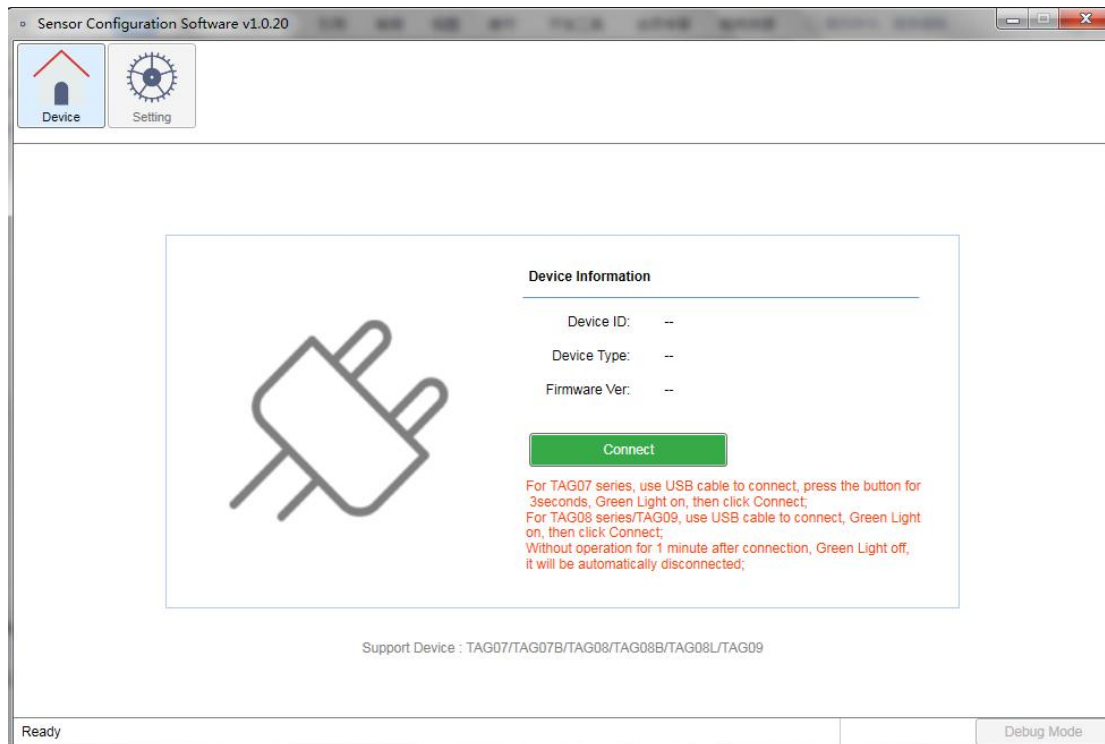 Sensor Configuration Software v1.0.20
Device
Setting
Device Information
Device ID: --
Device Type: --
Firmware Ver: --
Connect
For TAG07 series, use USB cable to connect, press the button for
3seconds, Green Light on, then click Connect;
For TAG08 series/TAG09, use USB cable to connect, Green Light
on, then click Connect;
Without operation for 1 minute after connection, Green Light off,
it will be automatically disconnected;
Support Device : TAG07/TAG07B/TAG08/TAG08B/TAG08L/TAG09
Ready
Debug Mode